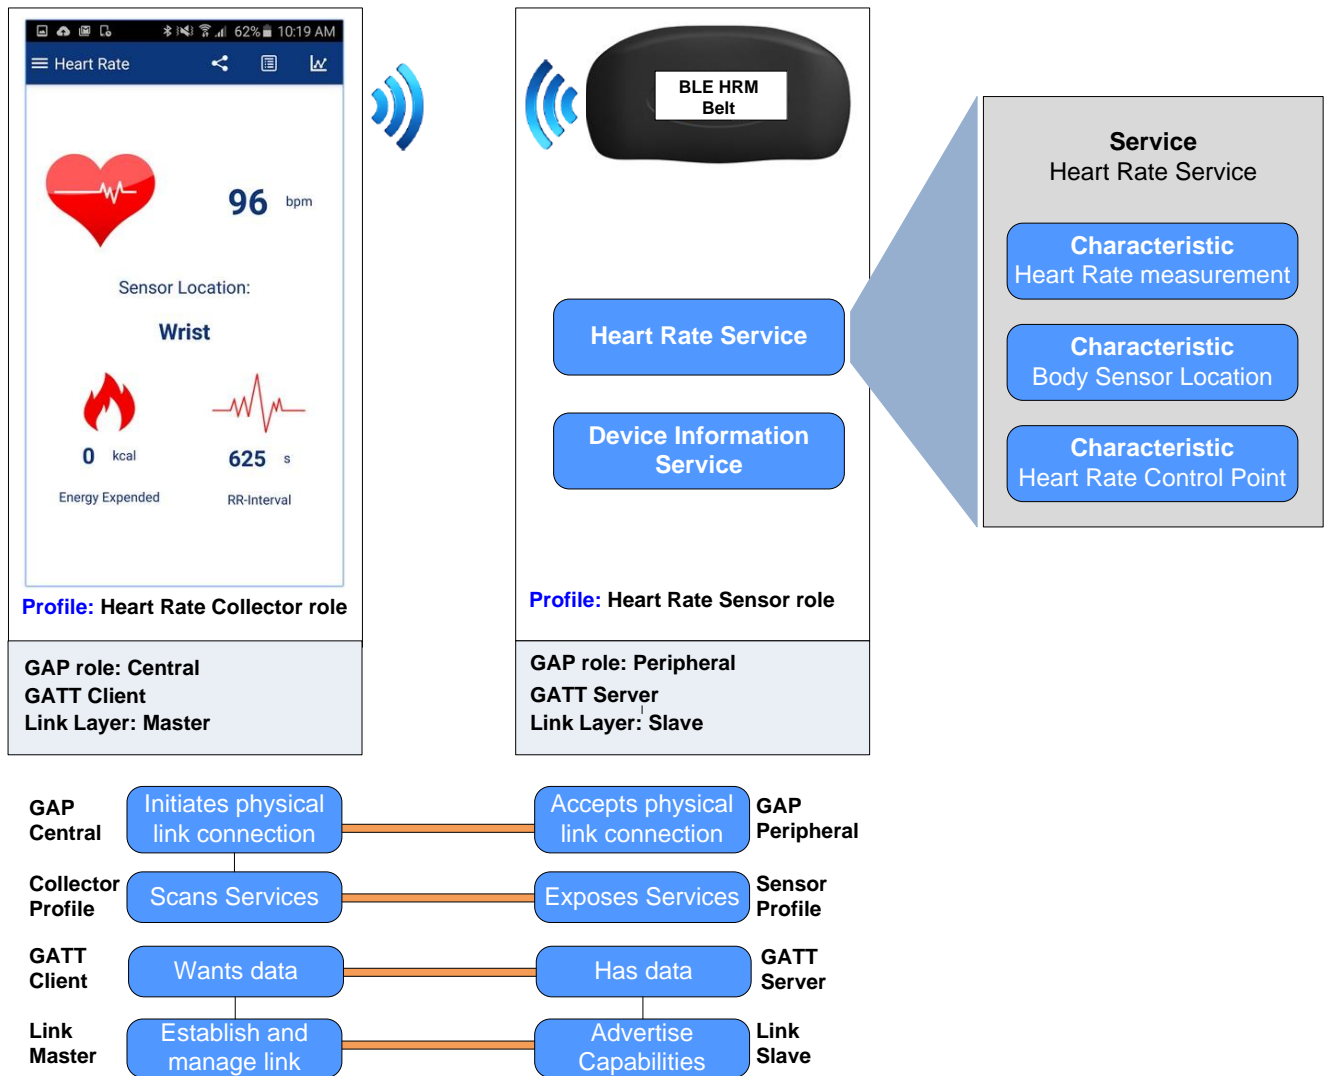 62% 10:19 AM
Heart Rate
96 bpm
Sensor Location:
Wrist
0 kcal
625 s
Energy Expended
RR-Interval
Profile: Heart Rate Collector role
GAP role: Central
GATT Client
Link Layer: Master
BLE HRM
Belt
Heart Rate Service
Device Information
Service
Profile: Heart Rate Sensor role
GAP role: Peripheral
GATT Server
Link Layer: Slave
Service
Heart Rate Service
Characteristic
Heart Rate measurement
Characteristic
Body Sensor Location
Characteristic
Heart Rate Control Point
GAP
Central
Initiates physical
link connection
Accepts physical
link connection
GAP
Peripheral
Collector
Profile
Scans Services
Exposes Services
Sensor
Profile
GATT
Client
Wants data
Has data
GATT
Server
Link
Master
Establish and
manage link
Advertise
Capabilities
Link
Slave